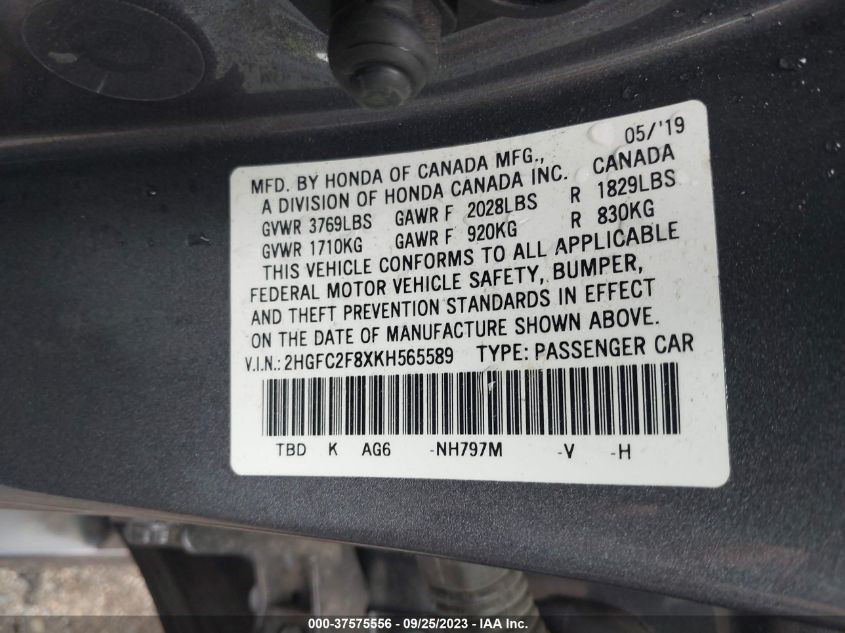 05/'19
MFD. BY HONDA OF CANADA MFG.,
A DIVISION OF HONDA CANADA INC. CANADA
GVWR 3769LBS GAWR F 2028LBS R 1829LBS
GVWR 1710KG GAWR F 920KG R 830KG
THIS VEHICLE CONFORMS TO ALL APPLICABLE
FEDERAL MOTOR VEHICLE SAFETY, BUMPER,
AND THEFT PREVENTION STANDARDS IN EFFECT
ON THE DATE OF MANUFACTURE SHOWN ABOVE.
V.I.N.: 2HGFC2F8XKH565589 TYPE: PASSENGER CAR
TBD K AG6 -NH797M -V -H
000-37575556 / 09/25/2023 / IAA Inc.